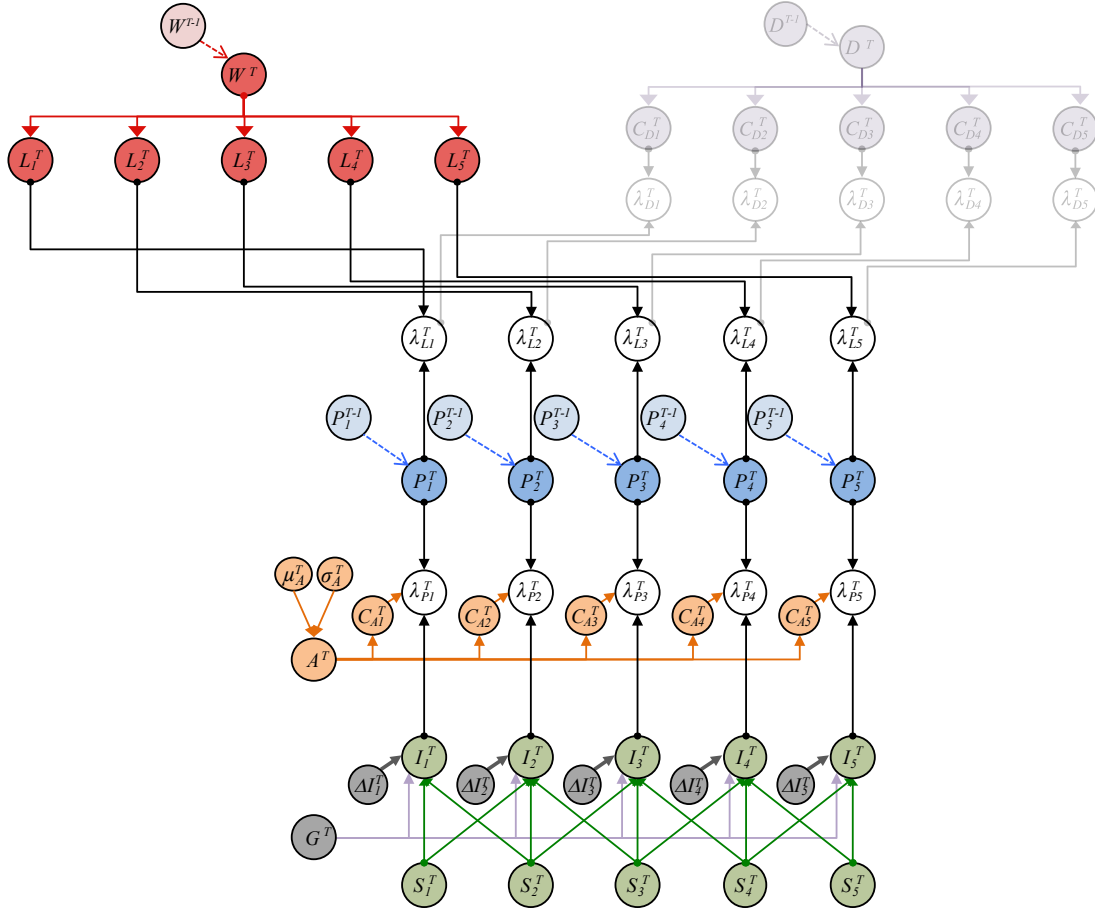 W^{T-1}
D^{T-1}
W^T
D^T
C_{D1}^T C_{D2}^T C_{D3}^T C_{D4}^T C_{D5}^T
L_1^T L_2^T L_3^T L_4^T L_5^T
λ_{D1}^T λ_{D2}^T λ_{D3}^T λ_{D4}^T λ_{D5}^T
λ_{L1}^T λ_{L2}^T λ_{L3}^T λ_{L4}^T λ_{L5}^T
P_1^{T-1} P_2^{T-1} P_3^{T-1} P_4^{T-1} P_5^{T-1}
P_1^T P_2^T P_3^T P_4^T P_5^T
μ_A^T σ_A^T
λ_{P1}^T λ_{P2}^T λ_{P3}^T λ_{P4}^T λ_{P5}^T
C_{A1}^T C_{A2}^T C_{A3}^T C_{A4}^T C_{A5}^T
A^T
I_1^T I_2^T I_3^T I_4^T I_5^T
ΔI_1^T ΔI_2^T ΔI_3^T ΔI_4^T ΔI_5^T
G^T
S_1^T S_2^T S_3^T S_4^T S_5^T